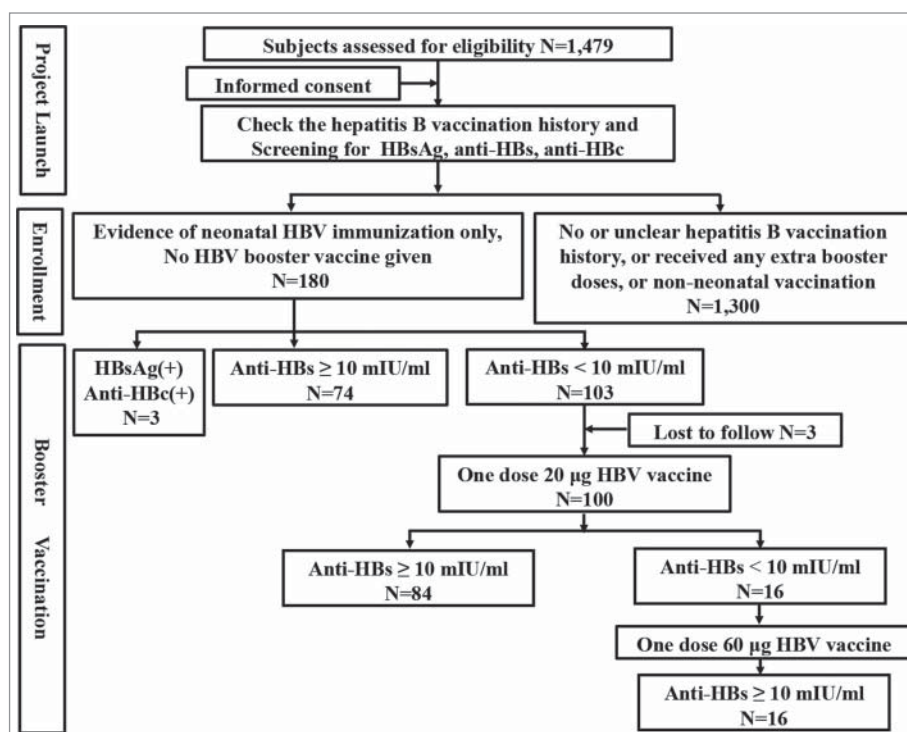 Project Launch
Subjects assessed for eligibility N=1,479
Informed consent
Check the hepatitis B vaccination history and
Screening for HBsAg, anti-HBs, anti-HBc
Enrollment
Evidence of neonatal HBV immunization only,
No HBV booster vaccine given
N=180
No or unclear hepatitis B vaccination
history, or received any extra booster
doses, or non-neonatal vaccination
N=1,300
Booster Vaccination
HBsAg(+)
Anti-HBc(+)
N=3
Anti-HBs ≥ 10 mIU/ml
N=74
Anti-HBs < 10 mIU/ml
N=103
Lost to follow N=3
One dose 20 μg HBV vaccine
N=100
Anti-HBs ≥ 10 mIU/ml
N=84
Anti-HBs < 10 mIU/ml
N=16
One dose 60 μg HBV vaccine
Anti-HBs ≥ 10 mIU/ml
N=16